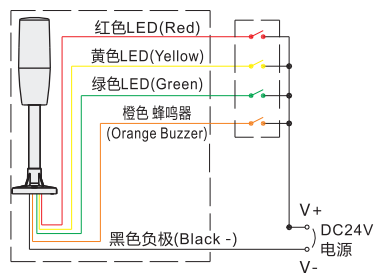 红色LED(Red)
黄色LED(Yellow)
绿色LED(Green)
橙色 蜂鸣器
(Orange Buzzer)
黑色负极(Black -)
V+
DC24V
电源
V-